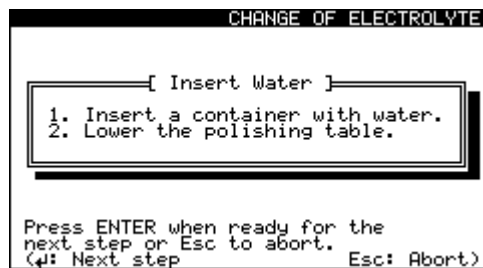 CHANGE OF ELECTROLYTE
[ Insert Water ]
1. Insert a container with water.
2. Lower the polishing table.
Press ENTER when ready for the
next step or Esc to abort.
(↲: Next step Esc: Abort)